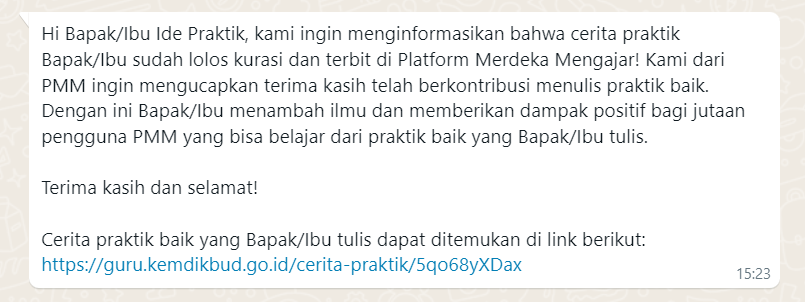 Hi Bapak/Ibu Ide Praktik, kami ingin menginformasikan bahwa cerita praktik
Bapak/Ibu sudah lolos kurasi dan terbit di Platform Merdeka Mengajar! Kami dari
PMM ingin mengucapkan terima kasih telah berkontribusi menulis praktik baik.
Dengan ini Bapak/Ibu menambah ilmu dan memberikan dampak positif bagi jutaan
pengguna PMM yang bisa belajar dari praktik baik yang Bapak/Ibu tulis.
Terima kasih dan selamat!
Cerita praktik baik yang Bapak/Ibu tulis dapat ditemukan di link berikut:
https://guru.kemdikbud.go.id/cerita-praktik/5qo68yXDax
15:23